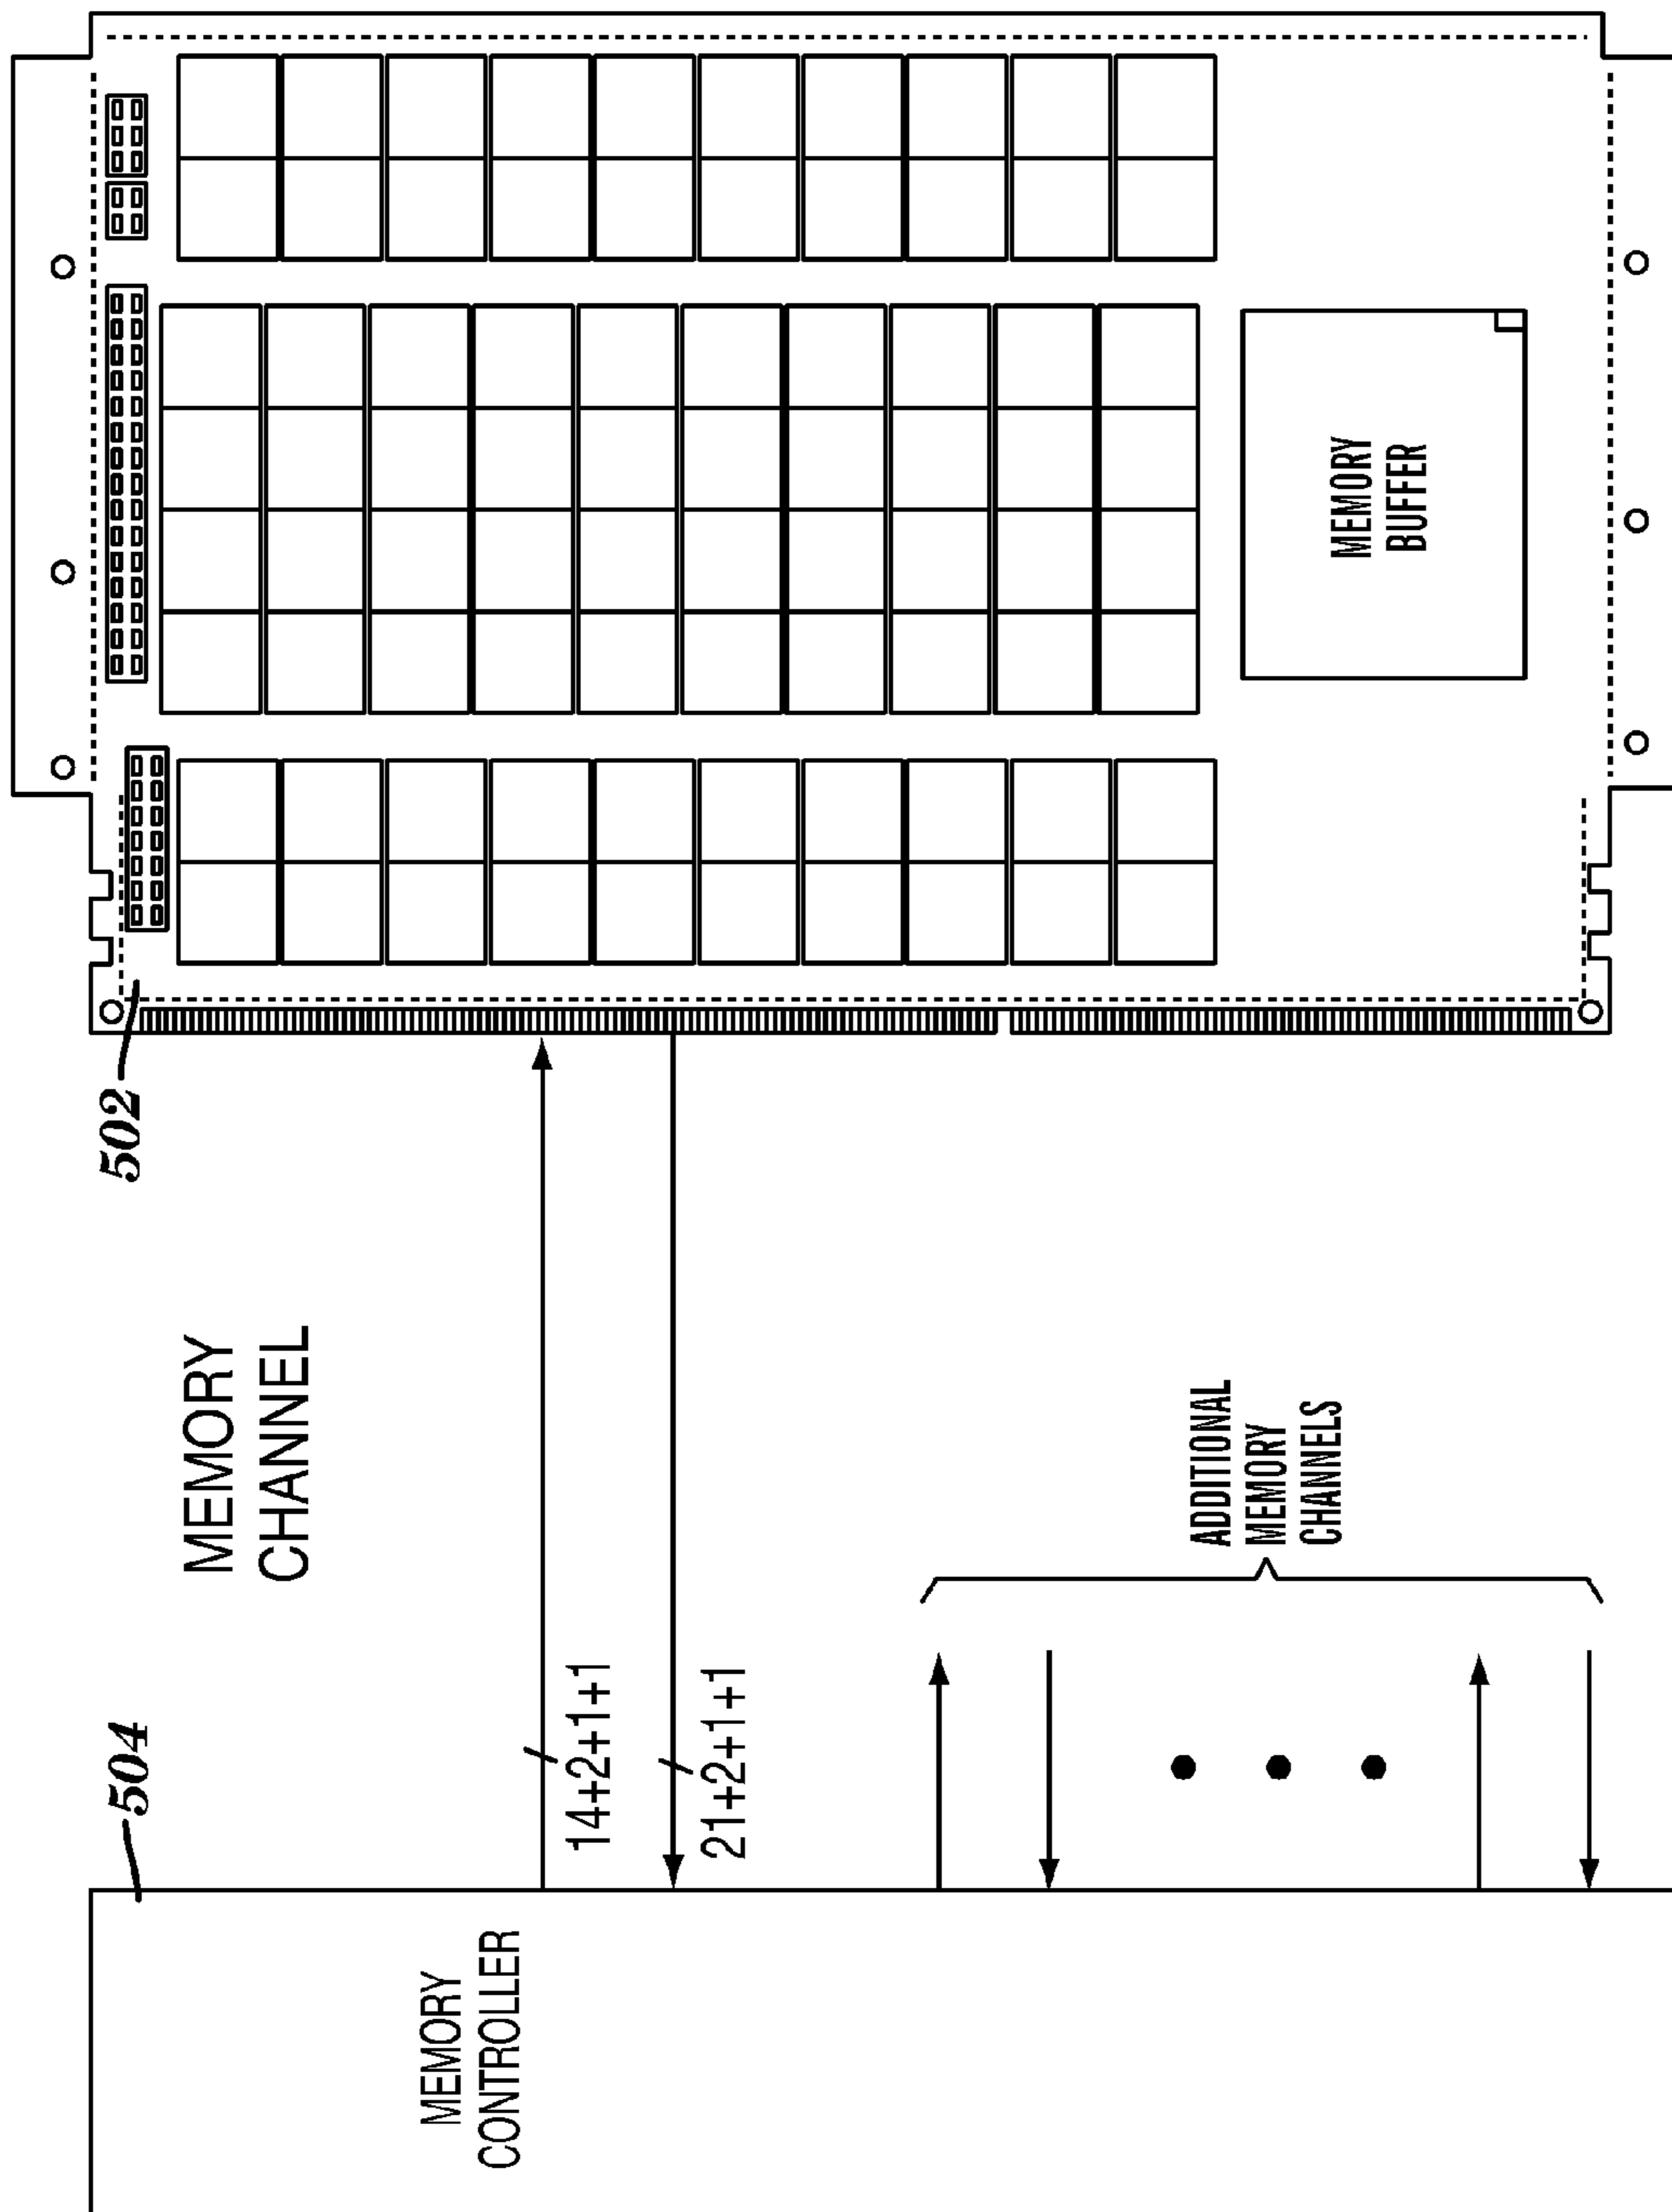 504
MEMORY
CONTROLLER
MEMORY
CHANNEL
14+2+1+1
21+2+1+1
ADDITIONAL
MEMORY
CHANNELS
502
MEMORY
BUFFER